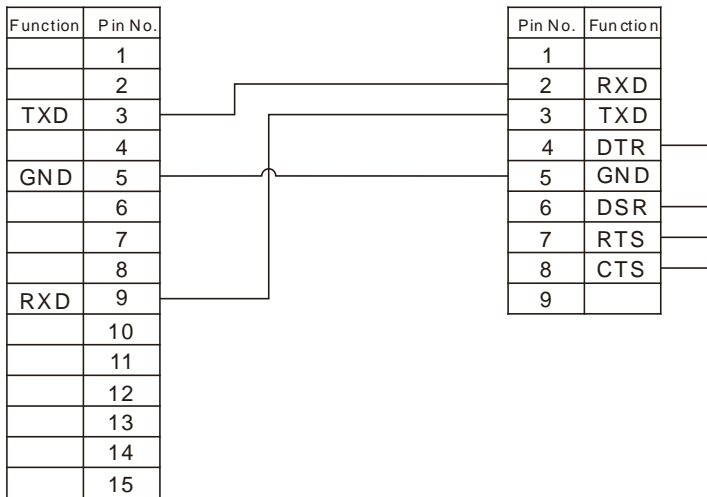 Function Pin No. Pin No. Function
1 1
2 2 RXD
TXD 3 3 TXD
4 4 DTR
GND 5 5 GND
6 6 DSR
7 7 RTS
8 8 CTS
RXD 9 9
10
11
12
13
14
15